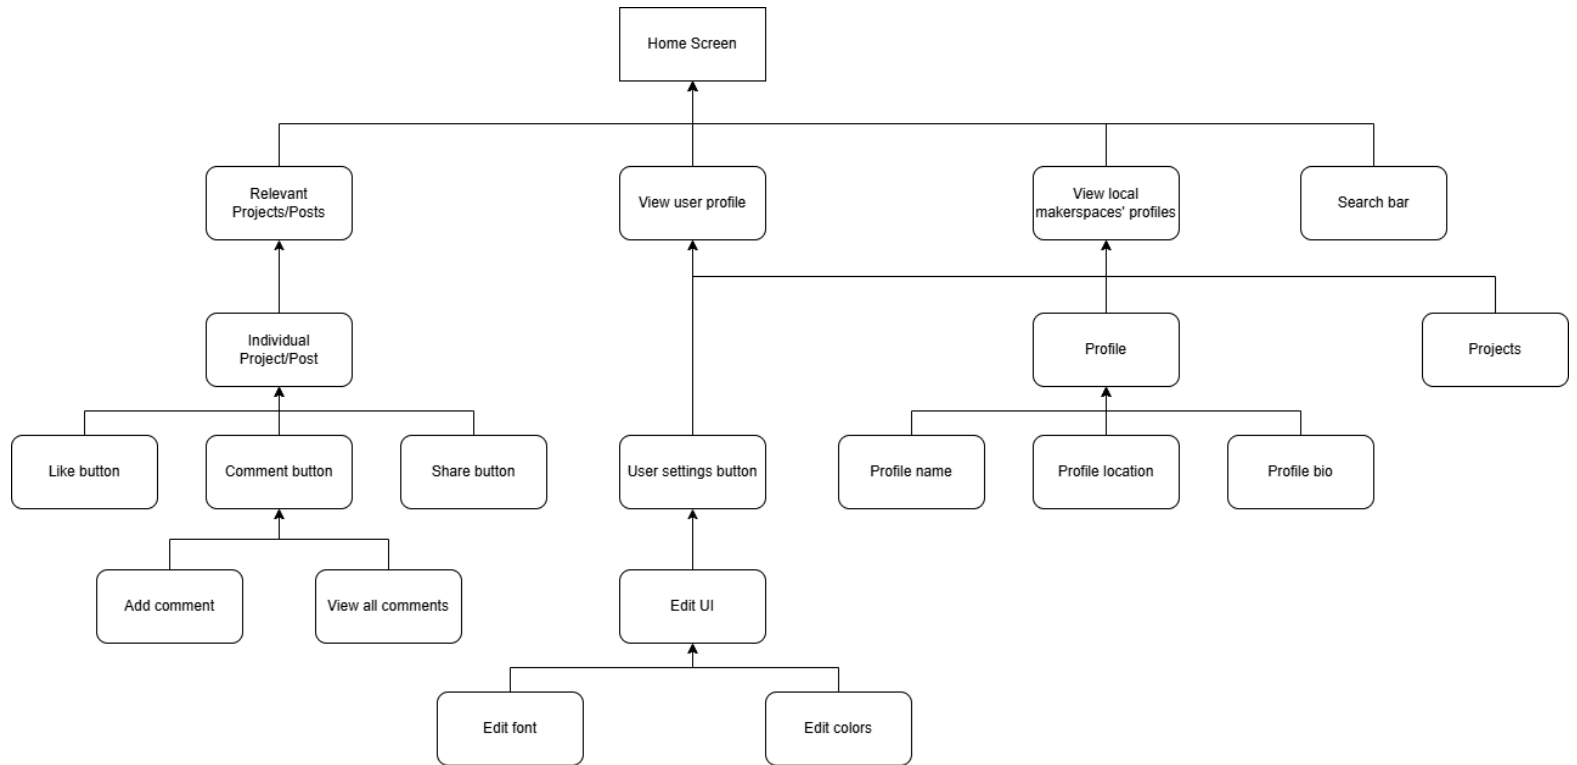 Home Screen
Relevant
Projects/Posts
View user profile
View local
makerspaces' profiles
Search bar
Individual
Project/Post
Profile
Projects
Like button
Comment button
Share button
User settings button
Profile name
Profile location
Profile bio
Add comment
View all comments
Edit UI
Edit font
Edit colors